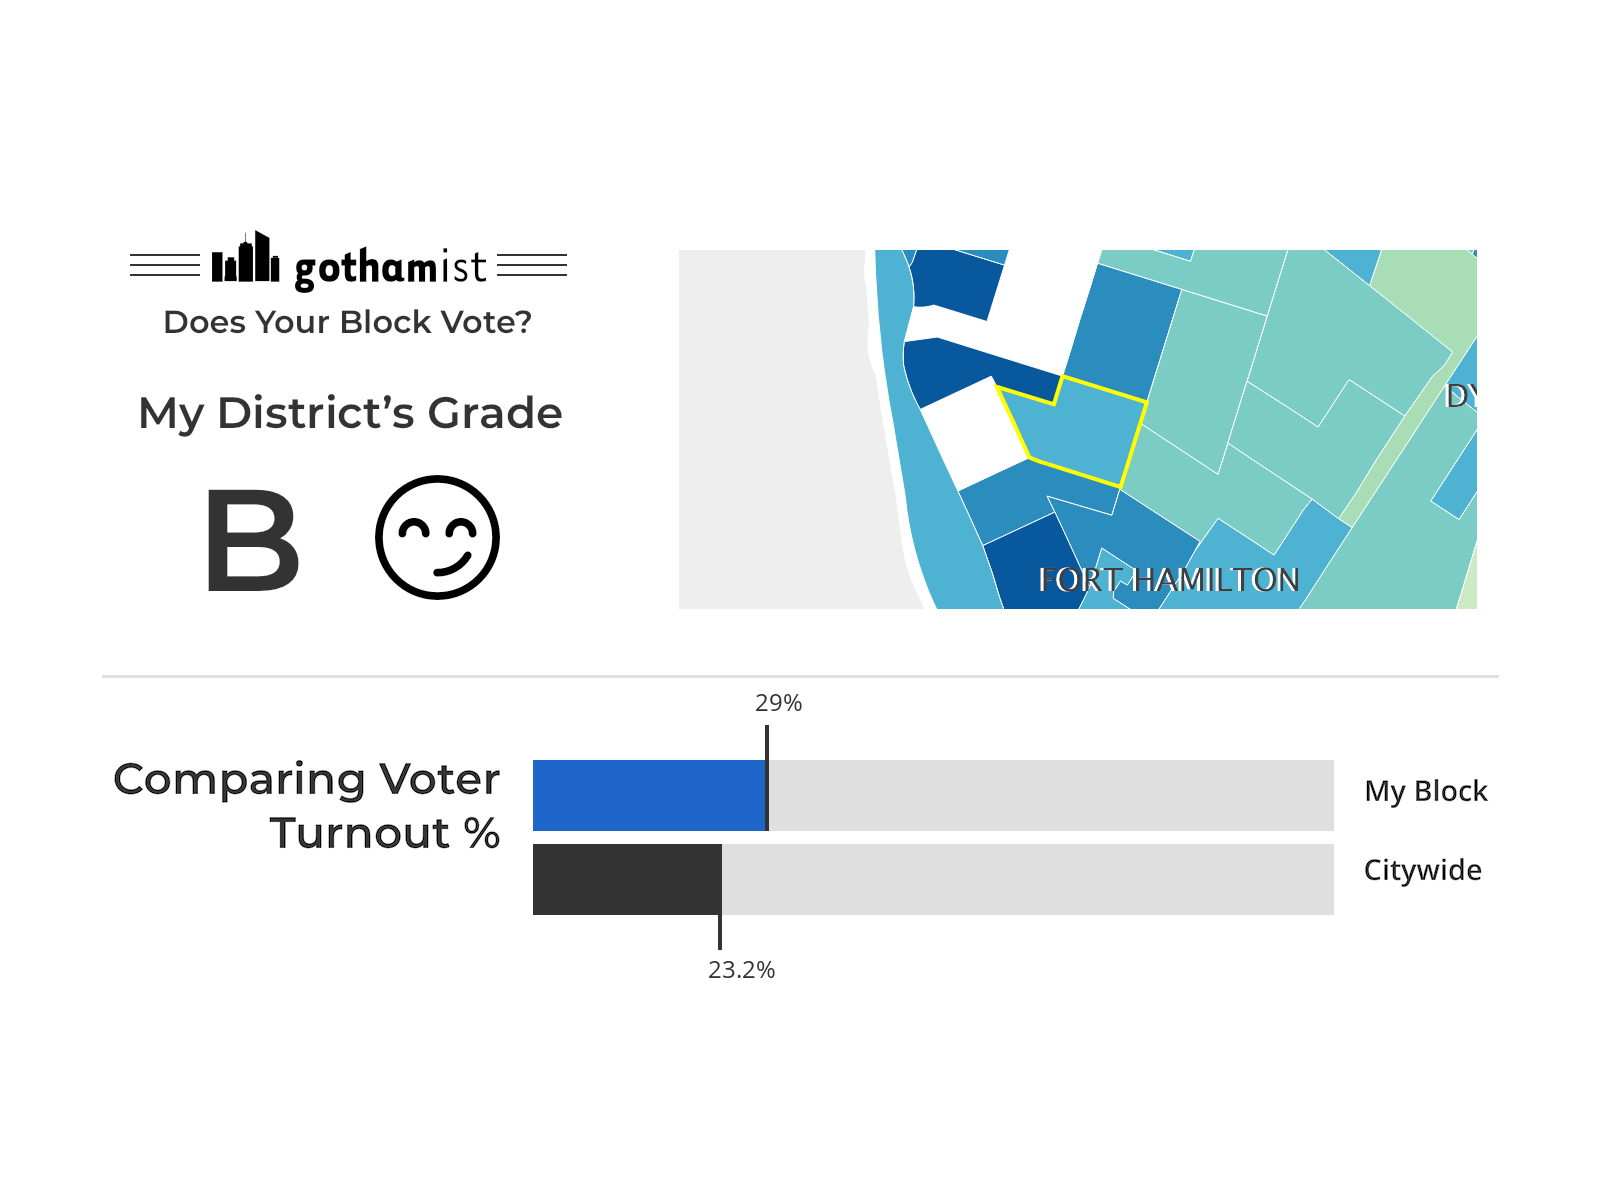 gothamist
Does Your Block Vote?
My District’s Grade
B
DY
FORT HAMILTON
29%
Comparing Voter
Turnout %
My Block
Citywide
23.2%